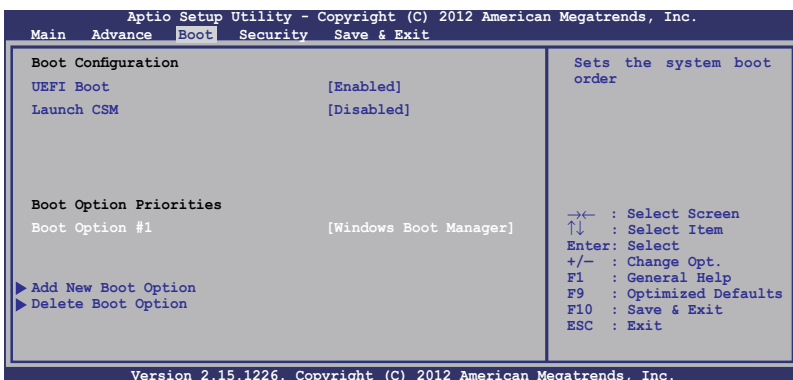 Aptio Setup Utility - Copyright (C) 2012 American Megatrends, Inc.
Main Advance Boot Security Save & Exit
Boot Configuration
UEFI Boot [Enabled]
Launch CSM [Disabled]
Boot Option Priorities
Boot Option #1 [Windows Boot Manager]
Add New Boot Option
Delete Boot Option
Sets the system boot
order
→← : Select Screen
↑↓ : Select Item
Enter: Select
+/— : Change Opt.
F1 : General Help
F9 : Optimized Defaults
F10 : Save & Exit
ESC : Exit
Version 2.15.1226. Copyright (C) 2012 American Megatrends, Inc.